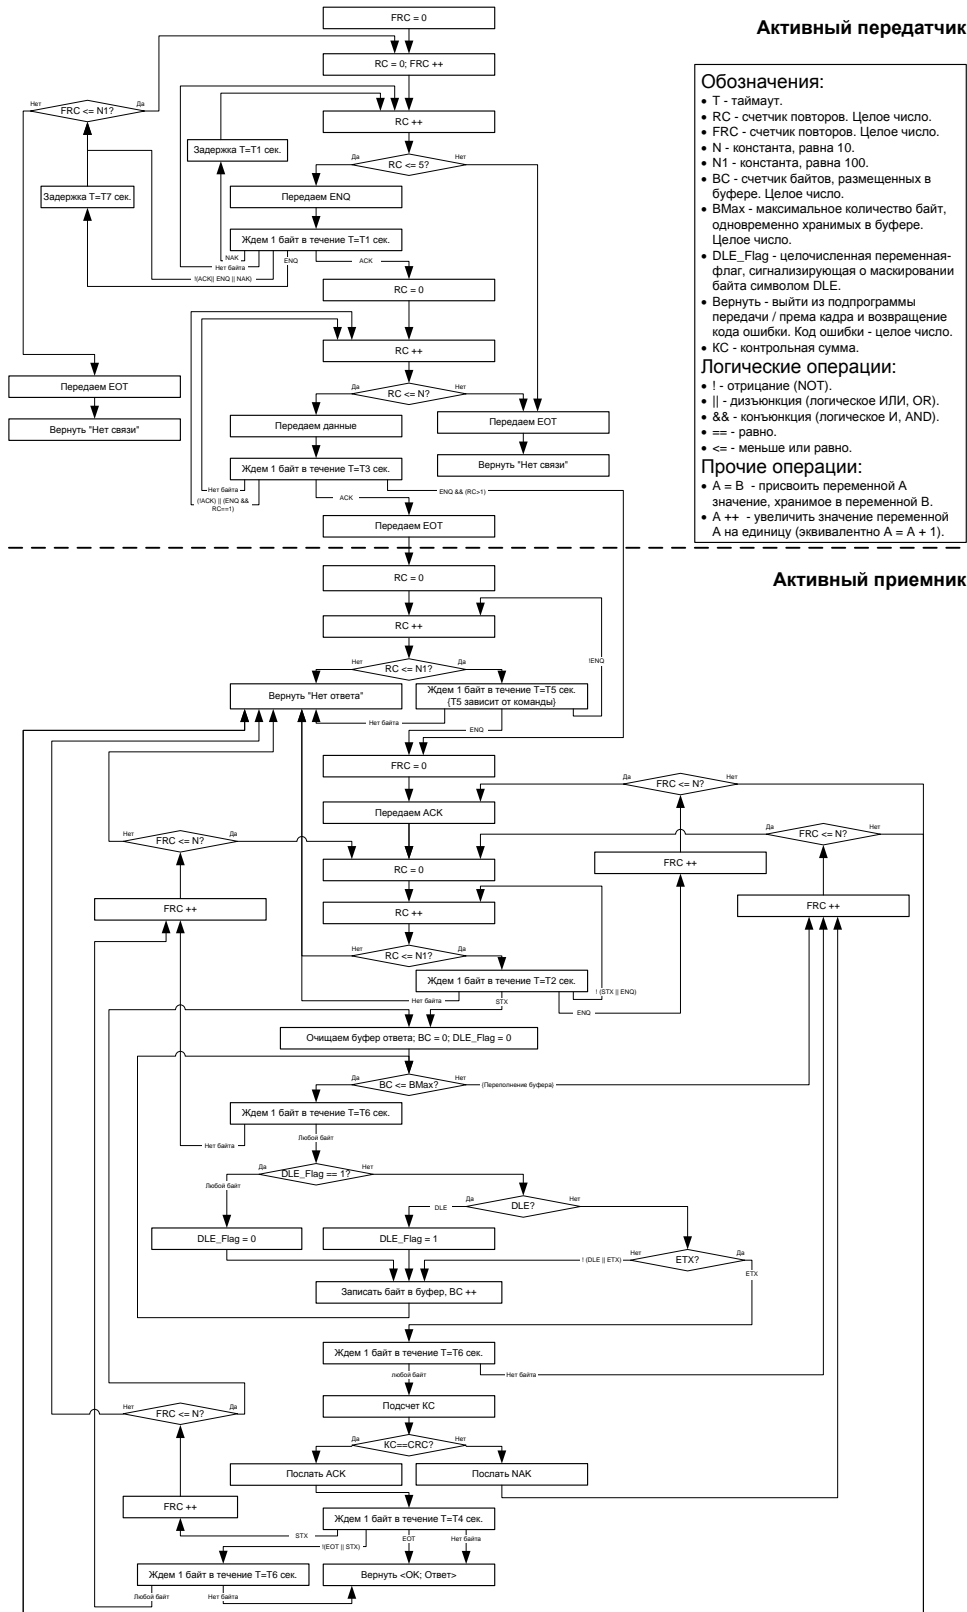 Активный передатчик
FRC = 0
RC = 0; FRC ++
Нет
FRC <= N1?
Да
RC ++
Задержка T=T1 сек.
Да
RC <= 5?
Нет
Задержка T=T7 сек.
Передаем ENQ
Ждем 1 байт в течение T=T1 сек.
NAK
Нет байта
ENQ
!(ACK|| ENQ || NAK)
ACK
RC = 0
RC ++
Передаем EOT
Вернуть "Нет связи"
Да
RC <= N?
Нет
Передаем данные
Передаем EOT
Ждем 1 байт в течение T=T3 сек.
Вернуть "Нет связи"
Нет байта
(!ACK) || (ENQ &&
RC==1)
ACK
ENQ && (RC>1)
Передаем EOT
Обозначения:
• T - таймаут.
• RC - счетчик повторов. Целое число.
• FRC - счетчик повторов. Целое число.
• N - константа, равна 10.
• N1 - константа, равна 100.
• BC - счетчик байтов, размещенных в
буфере. Целое число.
• BMax - максимальное количество байт,
одновременно хранимых в буфере.
Целое число.
• DLE_Flag - целочисленная переменная-
флаг, сигнализирующая о маскировании
байта символом DLE.
• Вернуть - выйти из подпрограммы
передачи / према кадра и возвращение
кода ошибки. Код ошибки - целое число.
• КС - контрольная сумма.
Логические операции:
• ! - отрицание (NOT).
• || - дизъюнкция (логическое ИЛИ, OR).
• && - конъюнкция (логическое И, AND).
• == - равно.
• <= - меньше или равно.
Прочие операции:
• A = B - присвоить переменной A
значение, хранимое в переменной B.
• A ++ - увеличить значение переменной
A на единицу (эквивалентно A = A + 1).
Активный приемник
RC = 0
RC ++
Нет
RC <= N1?
Да
!ENQ
Вернуть "Нет ответа"
Ждем 1 байт в течение T=T5 сек.
{T5 зависит от команды}
Нет байта
ENQ
FRC = 0
Да
FRC <= N?
Нет
Передаем ACK
Нет
FRC <= N?
Да
Да
FRC <= N?
Нет
RC = 0
FRC ++
FRC ++
RC ++
FRC ++
Нет
RC <= N1?
Да
Ждем 1 байт в течение T=T2 сек.
! (STX || ENQ)
Нет байта
STX
ENQ
Очищаем буфер ответа; BC = 0; DLE_Flag = 0
Да
BC <= BMax?
Нет
(Переполнение буфера)
Ждем 1 байт в течение T=T6 сек.
Нет байта
Любой байт
Да
DLE_Flag == 1?
Нет
Любой байт
Да
DLE?
Нет
DLE
DLE_Flag = 0
DLE_Flag = 1
! (DLE || ETX)
Нет
ETX?
Да
ETX
Записать байт в буфер, BC ++
Ждем 1 байт в течение T=T6 сек.
любой байт
Нет байта
Подсчет КС
Нет
FRC <= N?
Да
Да
КС==CRC?
Нет
Послать ACK
Послать NAK
FRC ++
Ждем 1 байт в течение T=T4 сек.
STX
!(EOT || STX)
EOT
Нет байта
Ждем 1 байт в течение T=T6 сек.
Вернуть <OK; Ответ>
Любой байт
Нет байта